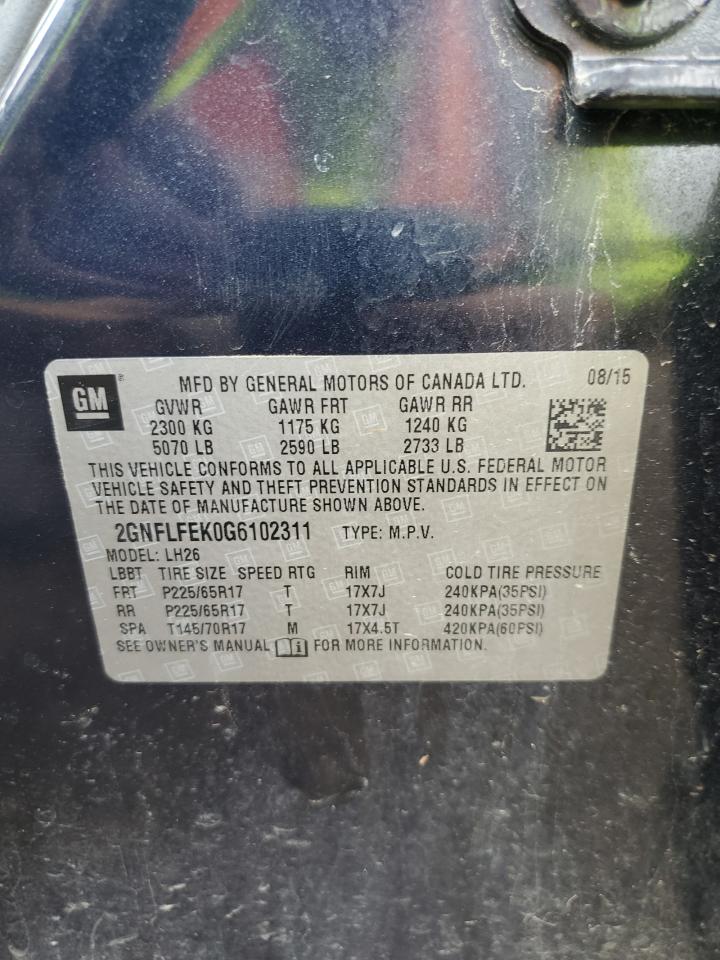 GM
MFD BY GENERAL MOTORS OF CANADA LTD. 08/15
GVWR GAWR FRT GAWR RR
2300 KG 1175 KG 1240 KG
5070 LB 2590 LB 2733 LB
THIS VEHICLE CONFORMS TO ALL APPLICABLE U.S. FEDERAL MOTOR
VEHICLE SAFETY AND THEFT PREVENTION STANDARDS IN EFFECT ON
THE DATE OF MANUFACTURE SHOWN ABOVE.
2GNFLFEK0G6102311 TYPE: M.P.V.
MODEL: LH26
LBBT TIRE SIZE SPEED RTG RIM COLD TIRE PRESSURE
FRT P225/65R17 T 17X7J 240KPA(35PSI)
RR P225/65R17 T 17X7J 240KPA(35PSI)
SPA T145/70R17 M 17X4.5T 420KPA(60PSI)
SEE OWNER'S MANUAL FOR MORE INFORMATION.